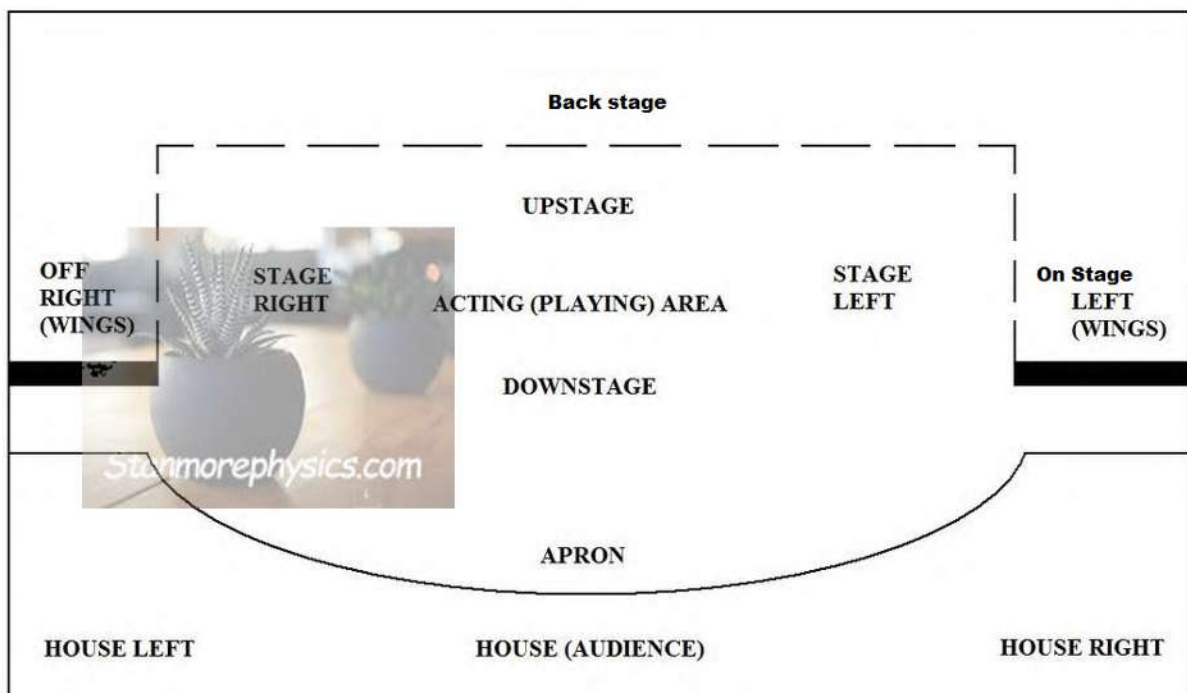 Back stage
UPSTAGE
OFF
RIGHT
(WINGS)
STAGE
RIGHT
ACTING (PLAYING) AREA
STAGE
LEFT
On Stage
LEFT
(WINGS)
DOWNSTAGE
Stanmorephysics.com
APRON
HOUSE LEFT
HOUSE (AUDIENCE)
HOUSE RIGHT